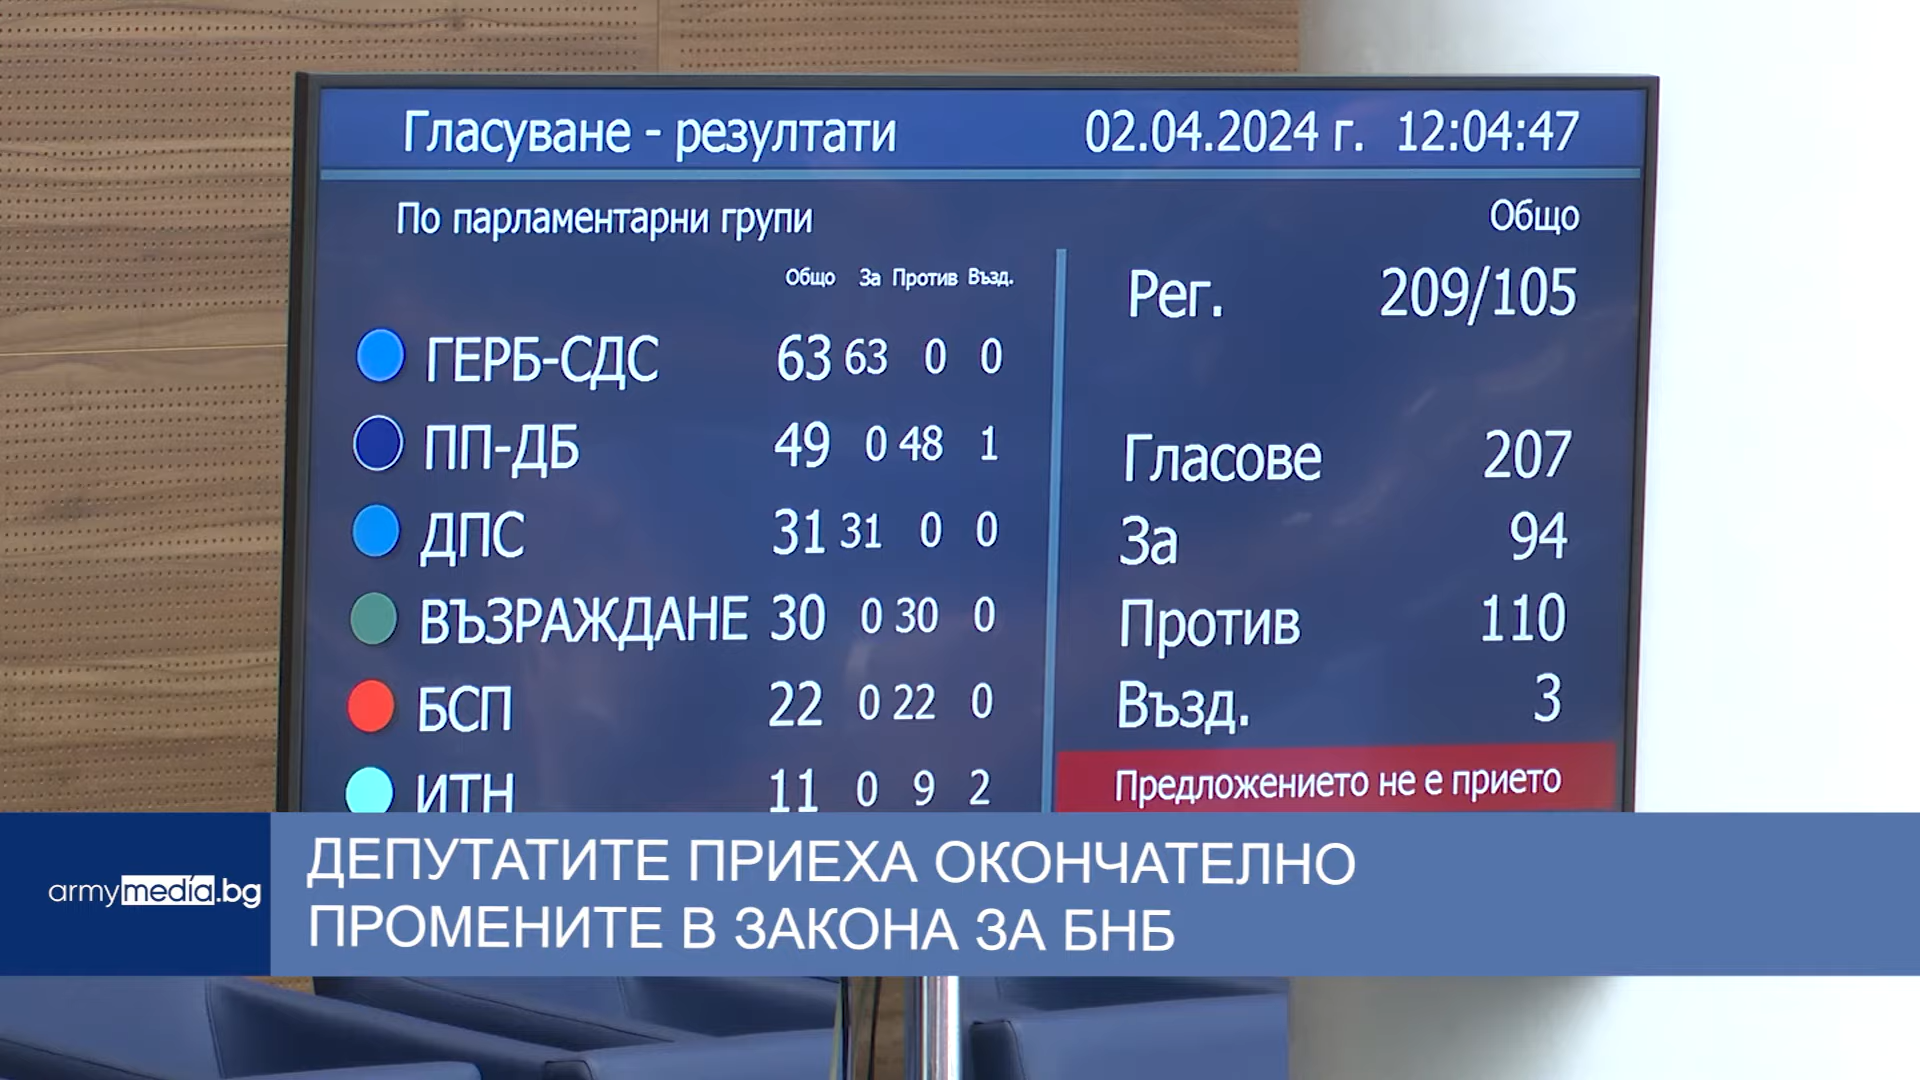 Гласуване - резултати 02.04.2024 г. 12:04:47
По парламентарни групи Общо
Общо За Против Възд.
Рег. 209/105
ГЕРБ-СДС 63 63 0 0
ПП-ДБ 49 0 48 1
Гласове 207
ДПС 31 31 0 0
За 94
ВЪЗРАЖДАНЕ 30 0 30 0
Против 110
БСП 22 0 22 0
Възд. 3
ИТН 11 0 9 2
Предложението не е прието
armymedia.bg
ДЕПУТАТИТЕ ПРИЕХА ОКОНЧАТЕЛНО
ПРОМЕНИТЕ В ЗАКОНА ЗА БНБ